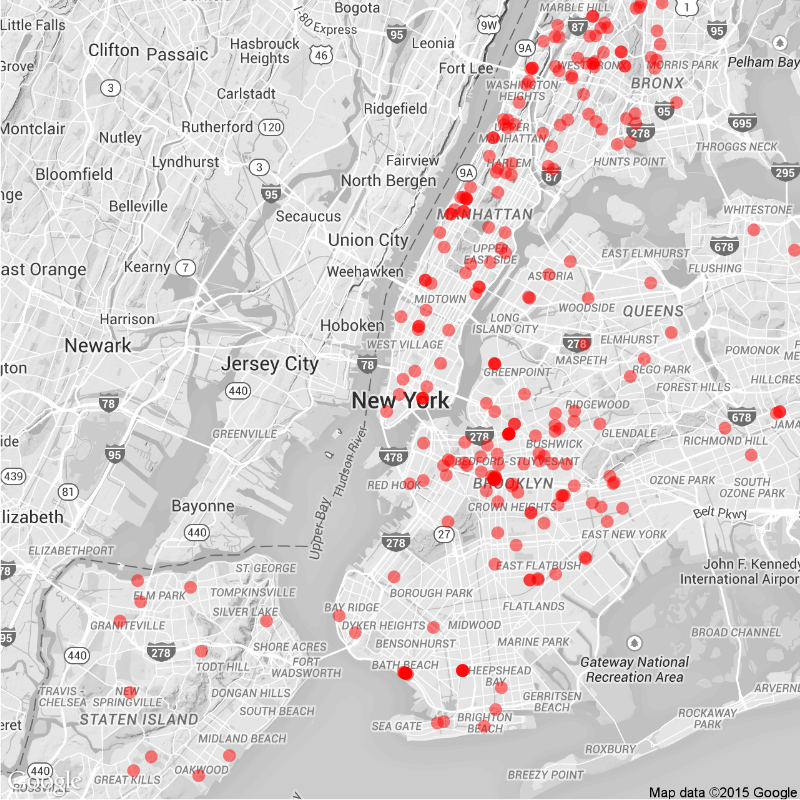 Little Falls
Bogota
I-80 Express
95
9W
MARBLE HILL
1
87
95
Clifton
Passaic
Hasbrouck
Heights
46
Leonia
9A
Fort Lee
WEST BRONX
MORRIS PARK
Pelham Bay
BRONX
3
Carlstadt
WASHINGTON
HEIGHTS
Ridgefield
95
695
Montclair
Nutley
Rutherford
120
UPPER
MANHATTAN
278
THROGGS NECK
Lyndhurst
3
Fairview
HARLEM
HUNTS POINT
Bloomfield
North Bergen
9A
87
295
nge
95
Belleville
Secaucus
MANHATTAN
WHITESTONE
Union City
UPPER
EAST SIDE
678
EAST ELMHURST
FLUSHING
ast Orange
Kearny
7
Weehawken
ASTORIA
MIDTOWN
WOODSIDE
QUEENS
Harrison
Hoboken
LONG
ISLAND CITY
Newark
WEST VILLAGE
278
ELMHURST
MASPETH
POMONOK
Jersey City
78
GREENPOINT
REGO PARK
FOREST HILLS
HILLCRES
440
New York
78
RIDGEWOOD
678
JAMA
GREENVILLE
278
BUSHWICK
GLENDALE
RICHMOND HILL
95
478
BEDFORD-STUYVESANT
439
81
Hudson River
RED HOOK
BROOKLYN
OZONE PARK
SOUTH
OZONE PARK
Bayonne
CROWN HEIGHTS
lizabeth
440
Upper Bay
27
EAST NEW YORK
Belt Pkwy
ELIZABETHPORT
278
78
ST. GEORGE
EAST FLATBUSH
John F. Kennedy
International Airport
ELM PARK
TOMPKINSVILLE
BOROUGH PARK
SILVER LAKE
BAY RIDGE
FLATLANDS
95
GRANITEVILLE
DYKER HEIGHTS
MIDWOOD
BROAD CHANNEL
440
278
SHORE ACRES
BENSONHURST
MARINE PARK
TODT HILL
FORT
WADSWORTH
BATH BEACH
SHEEPSHEAD
BAY
Gateway National
Recreation Area
TRAVIS -
CHELSEA
NEW
SPRINGVILLE
DONGAN HILLS
GERRITSEN
BEACH
ARVERNE
STATEN ISLAND
SOUTH BEACH
SEA GATE
BRIGHTON
BEACH
ROCKAWAY
PARK
eret
MIDLAND BEACH
ROXBURY
440
GREAT KILLS
OAKWOOD
BREEZY POINT
Google
ROSSVILLE
Map data ©2015 Google